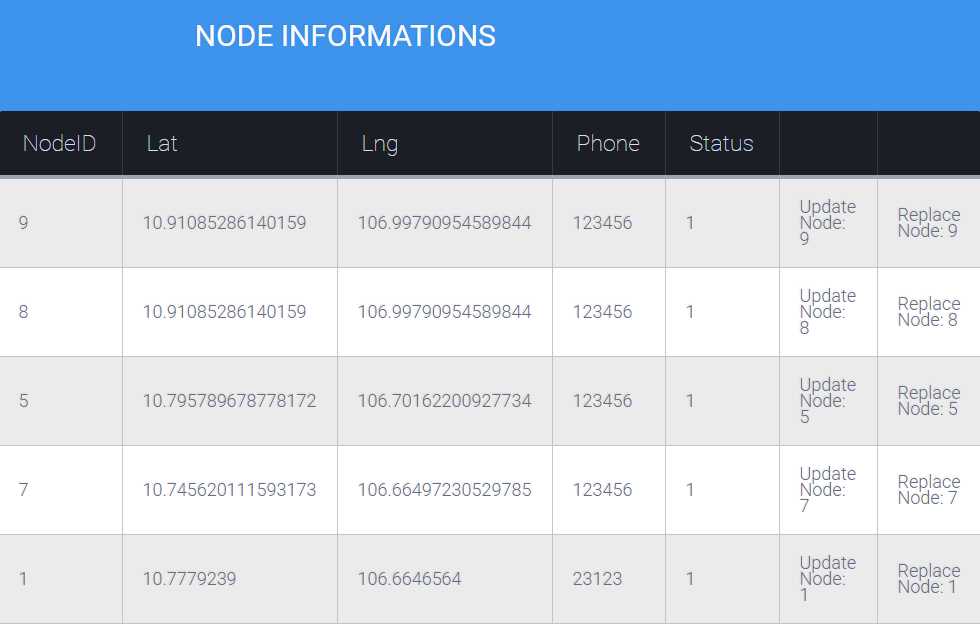 NODE INFORMATIONS
NodeID Lat Lng Phone Status
9 10.91085286140159 106.99790954589844 123456 1 Update Node: 9 Replace Node: 9
8 10.91085286140159 106.99790954589844 123456 1 Update Node: 8 Replace Node: 8
5 10.795789678778172 106.70162200927734 123456 1 Update Node: 5 Replace Node: 5
7 10.745620111593173 106.66497230529785 123456 1 Update Node: 7 Replace Node: 7
1 10.7779239 106.6646564 23123 1 Update Node: 1 Replace Node: 1